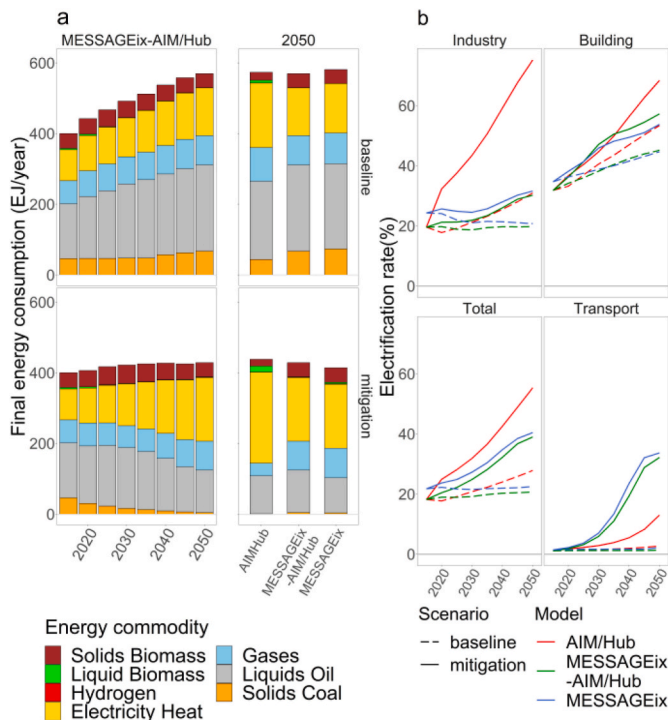 a
MESSAGEix-AIM/Hub
2050
Final energy consumption (EJ/year)
600
400
200
0
baseline
600
400
200
0
mitigation
2020
2030
2040
2050
AIMHub
MESSAGEix
-AIM/Hub
MESSAGEix
Energy commodity
Solids Biomass
Liquid Biomass
Hydrogen
Electricity Heat
Gases
Liquids Oil
Solids Coal
b
Industry
Building
Electrification rate(%)
60
40
20
0
Total
Transport
60
40
20
0
2020
2030
2040
2050
2020
2030
2040
2050
Scenario
baseline
mitigation
Model
AIM/Hub
MESSAGEix
-AIM/Hub
MESSAGEix